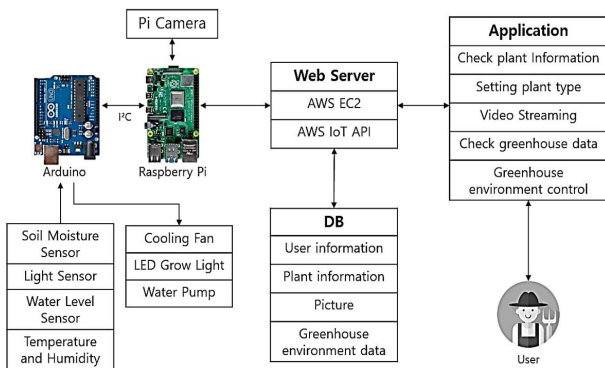 Pi Camera
Application
Check plant Information
Setting plant type
Video Streaming
Check greenhouse data
Greenhouse
environment control
Web Server
AWS EC2
AWS IoT API
I²C
Arduino
Raspberry Pi
Soil Moisture
Sensor
Light Sensor
Water Level
Sensor
Temperature
and Humidity
Cooling Fan
LED Grow Light
Water Pump
DB
User information
Plant information
Picture
Greenhouse
environment data
User